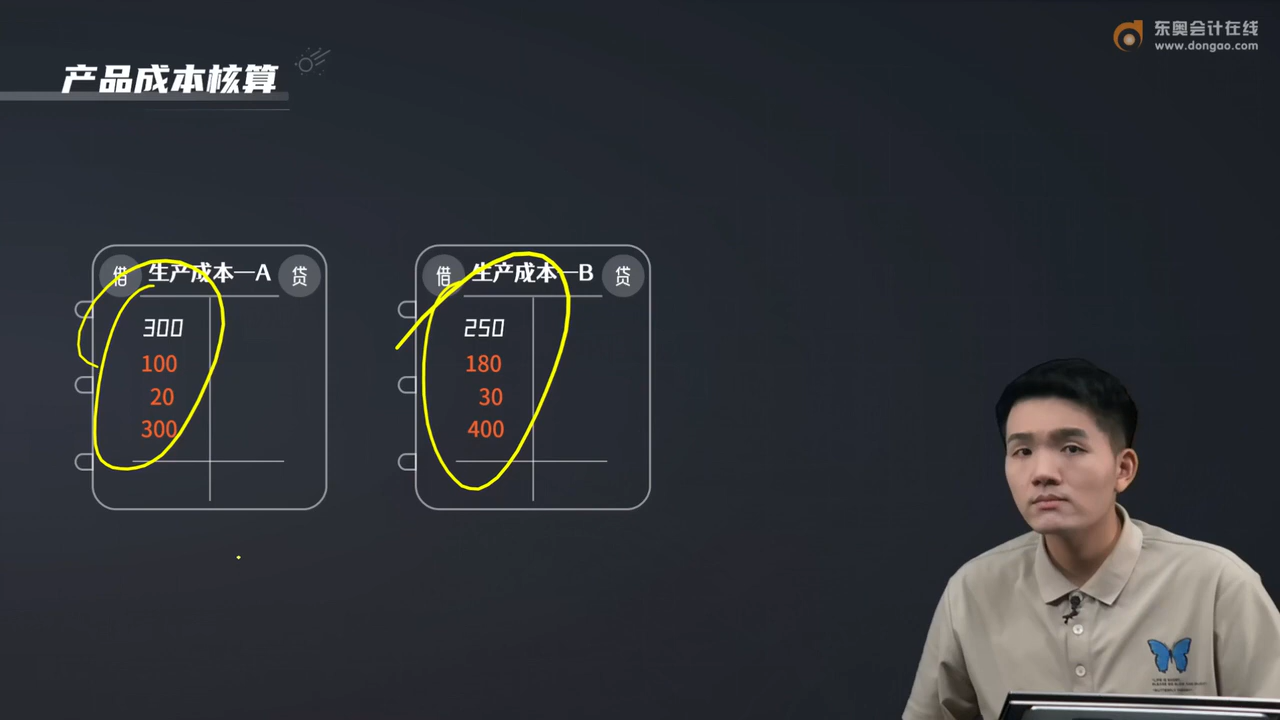 东奥会计在线
www.dongao.com
产品成本核算
借 生产成本—A 贷
300
100
20
300
借 生产成本—B 贷
250
180
30
400